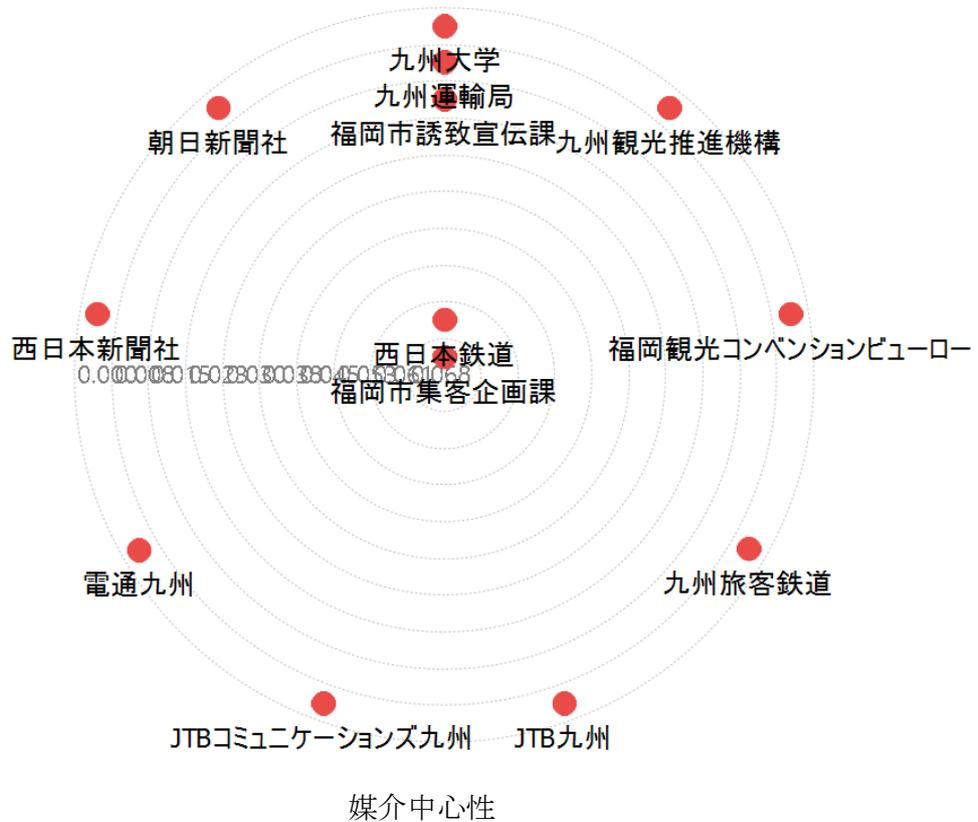 九州大学
九州運輸局
福岡市誘致宣伝課
九州観光推進機構
朝日新聞社
西日本新聞社
西日本鉄道
福岡観光コンベンションビューロー
福岡市集客企画課
電通九州
九州旅客鉄道
JTBコミュニケーションズ九州
JTB九州
媒介中心性